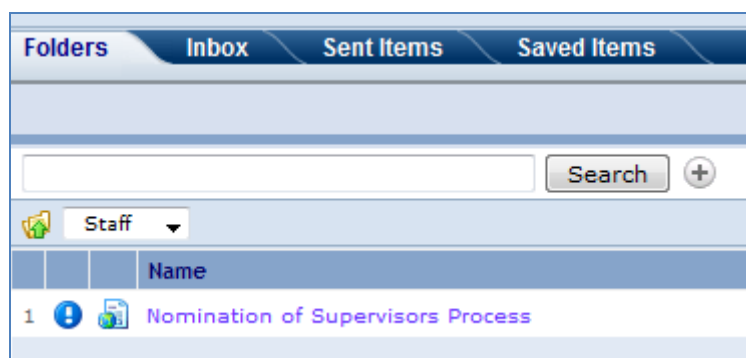 Folders Inbox Sent Items Saved Items
Search
Staff
Name
1 Nomination of Supervisors Process